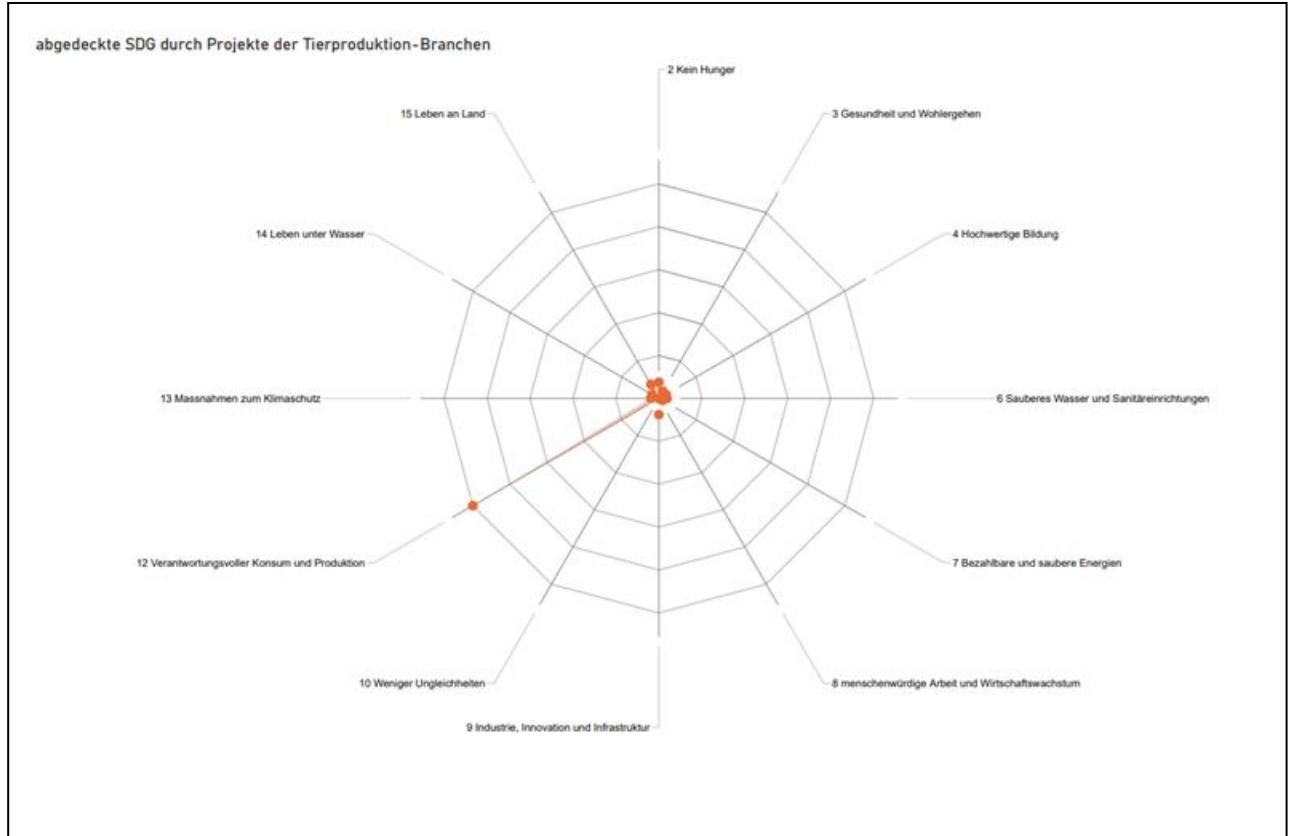 abgedeckte SDG durch Projekte der Tierproduktion-Branchen
2 Kein Hunger
3 Gesundheit und Wohlergehen
4 Hochwertige Bildung
6 Sauberes Wasser und Sanitäreinrichtungen
7 Bezahlbare und saubere Energien
8 menschenwürdige Arbeit und Wirtschaftswachstum
9 Industrie, Innovation und Infrastruktur
10 Weniger Ungleichheiten
12 Verantwortungsvoller Konsum und Produktion
13 Massnahmen zum Klimaschutz
14 Leben unter Wasser
15 Leben an Land